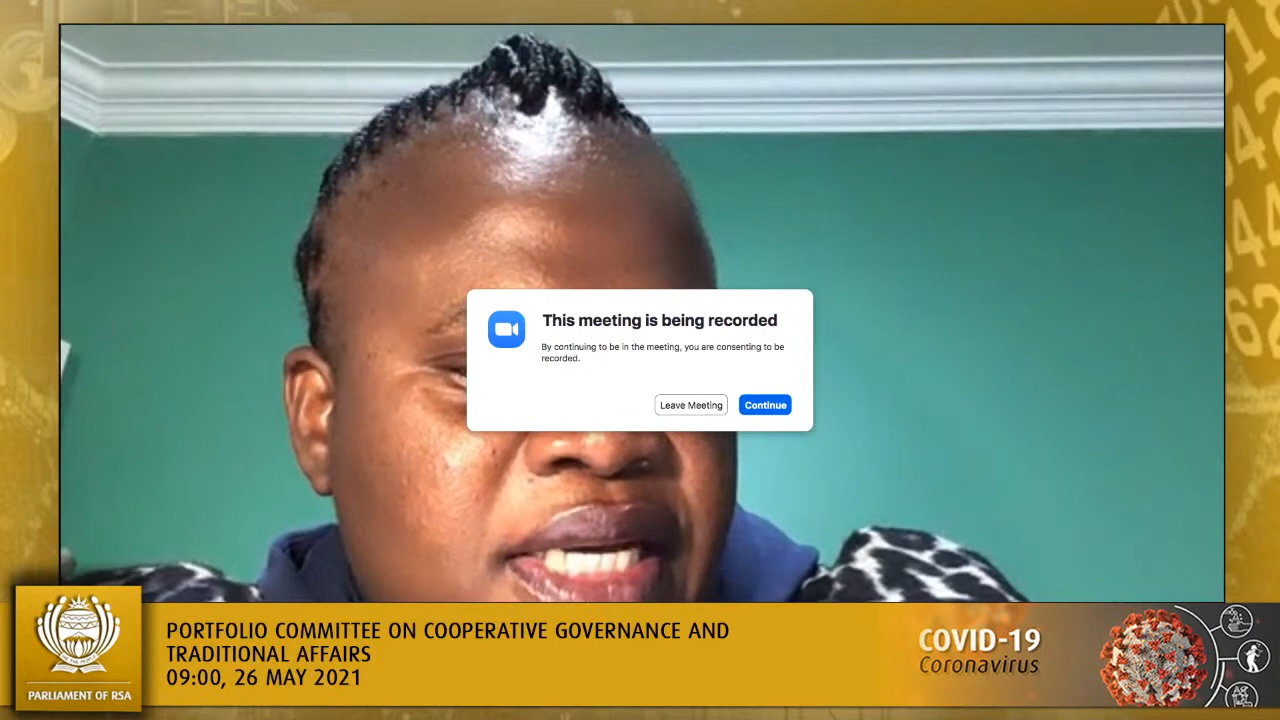 This meeting is being recorded
By continuing to be in the meeting, you are consenting to be
recorded.
Leave Meeting
Continue
PORTFOLIO COMMITTEE ON COOPERATIVE GOVERNANCE AND
TRADITIONAL AFFAIRS
09:00, 26 MAY 2021
PARLIAMENT OF RSA
COVID-19
Coronavirus